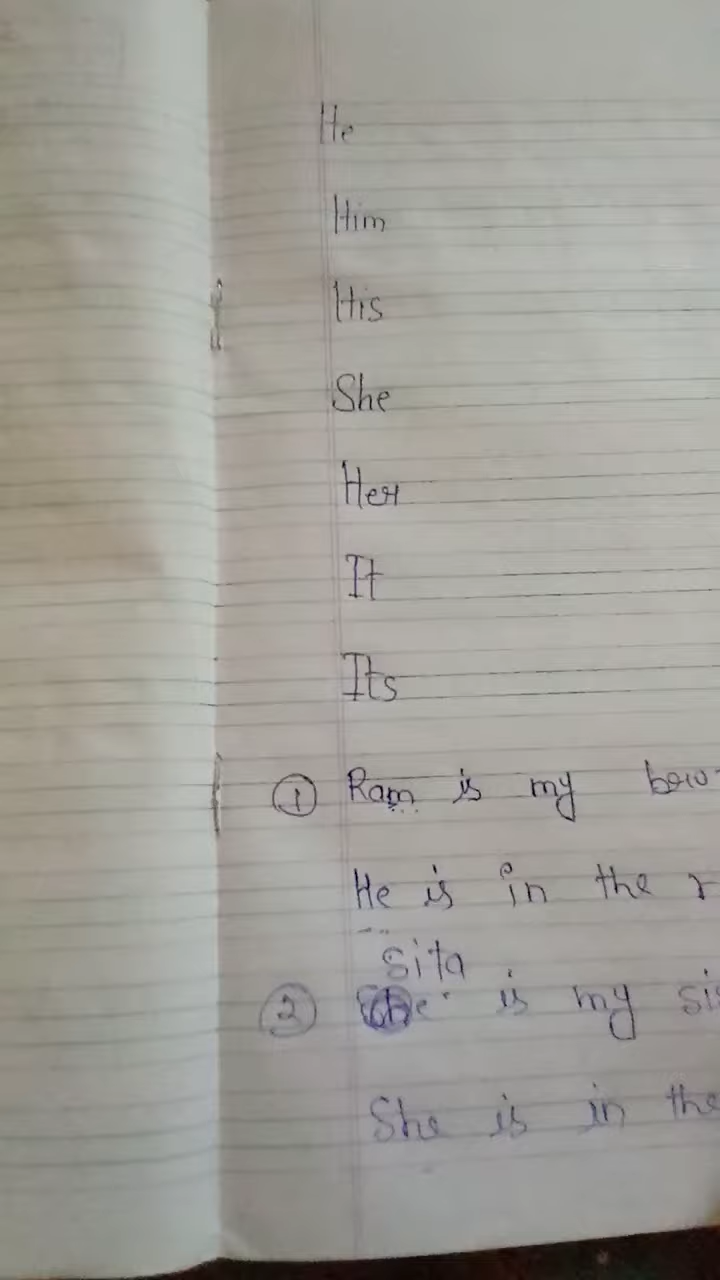 He
Him
His
She
Her
It
Its
① Ram is my
He is in the
Sita
② is my
She is in the